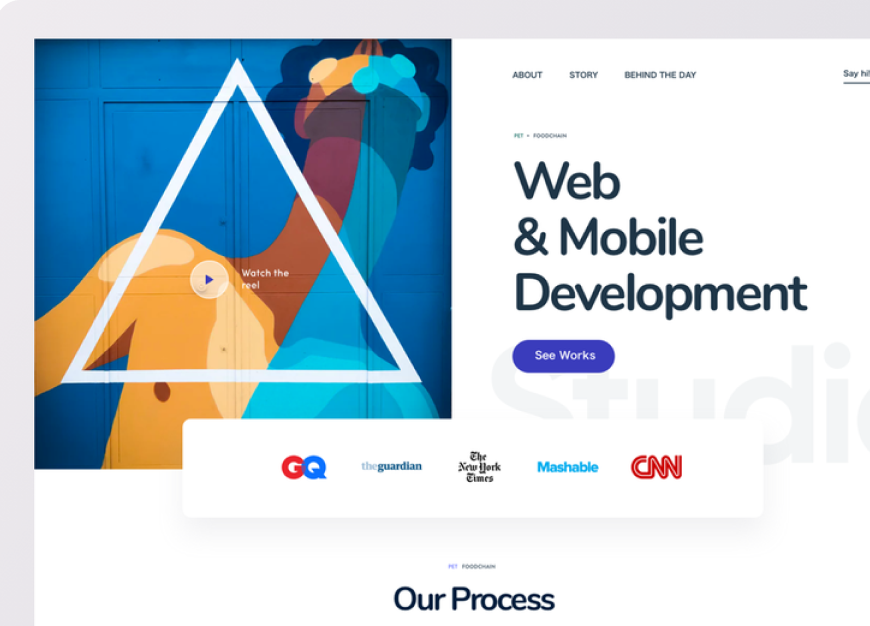 ABOUT STORY BEHIND THE DAY Say hi!
PET • FOODCHAIN
Web
& Mobile
Development
Watch the
reel
See Works
Studio
GQ
theguardian
The
New York
Times
Mashable
CNN
PET FOODCHAIN
Our Process